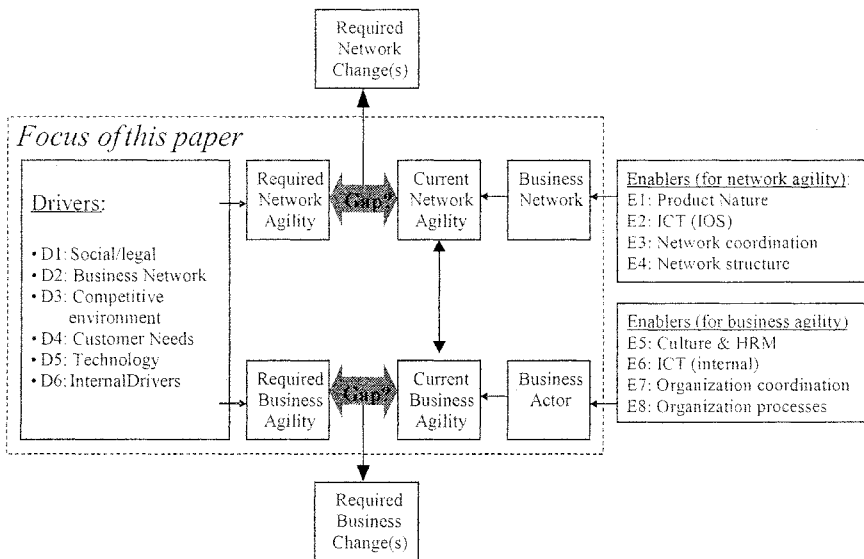 Required
Network
Change(s)
Focus of this paper
Drivers:
• D1: Social/legal
• D2: Business Network
• D3: Competitive
environment
• D4: Customer Needs
• D5: Technology
• D6: InternalDrivers
Required
Network
Agility
Gap?
Current
Network
Agility
Business
Network
Enablers (for network agility):
E1: Product Nature
E2: ICT (IOS)
E3: Network coordination
E4: Network structure
Required
Business
Agility
Gap?
Current
Business
Agility
Business
Actor
Enablers (for business agility)
E5: Culture & HRM
E6: ICT (internal)
E7: Organization coordination
E8: Organization processes
Required
Business
Change(s)